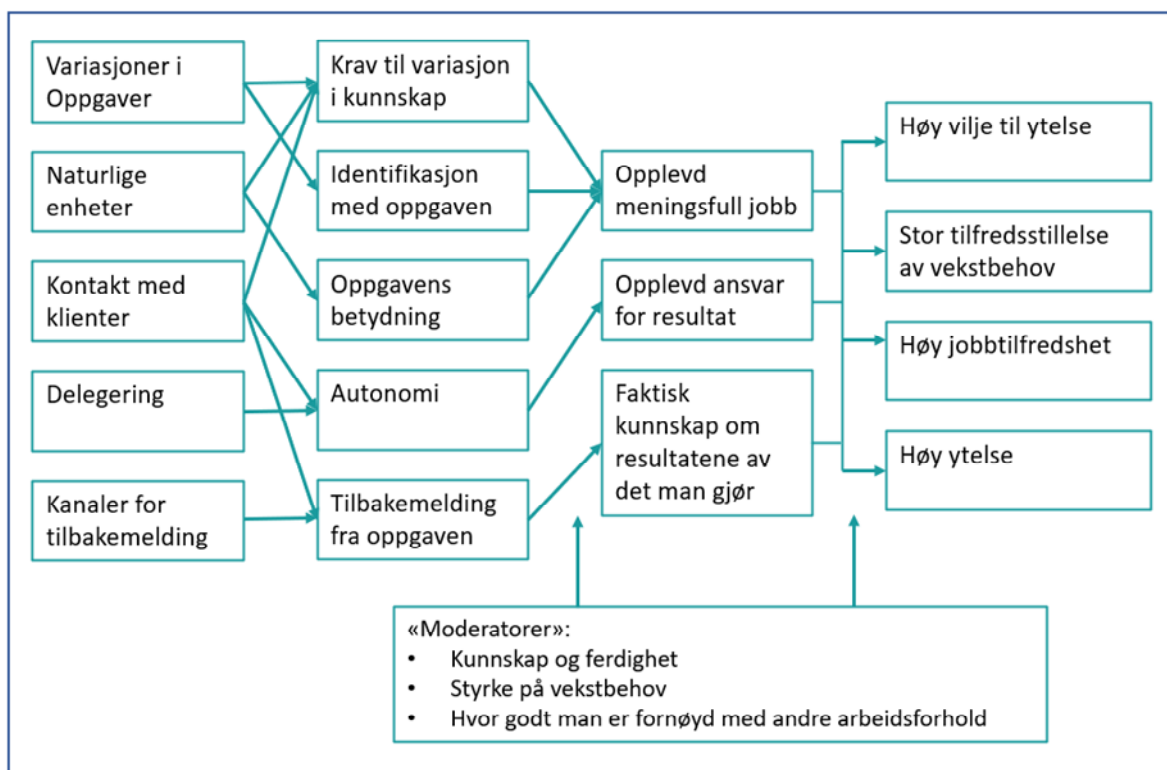 Variasjoner i
Oppgaver
Naturlige
enheter
Kontakt med
klienter
Delegering
Kanaler for
tilbakemelding
Krav til variasjon
i kunnskap
Identifikasjon
med oppgaven
Oppgavens
betydning
Autonomi
Tilbakemelding
fra oppgaven
Opplevd
meningsfull jobb
Opplevd ansvar
for resultat
Faktisk
kunnskap om
resultatene av
det man gjør
Høy vilje til ytelse
Stor tilfredsstillelse
av vekstbehov
Høy jobbtilfredshet
Høy ytelse
«Moderatorer»:
• Kunnskap og ferdighet
• Styrke på vekstbehov
• Hvor godt man er fornøyd med andre arbeidsforhold